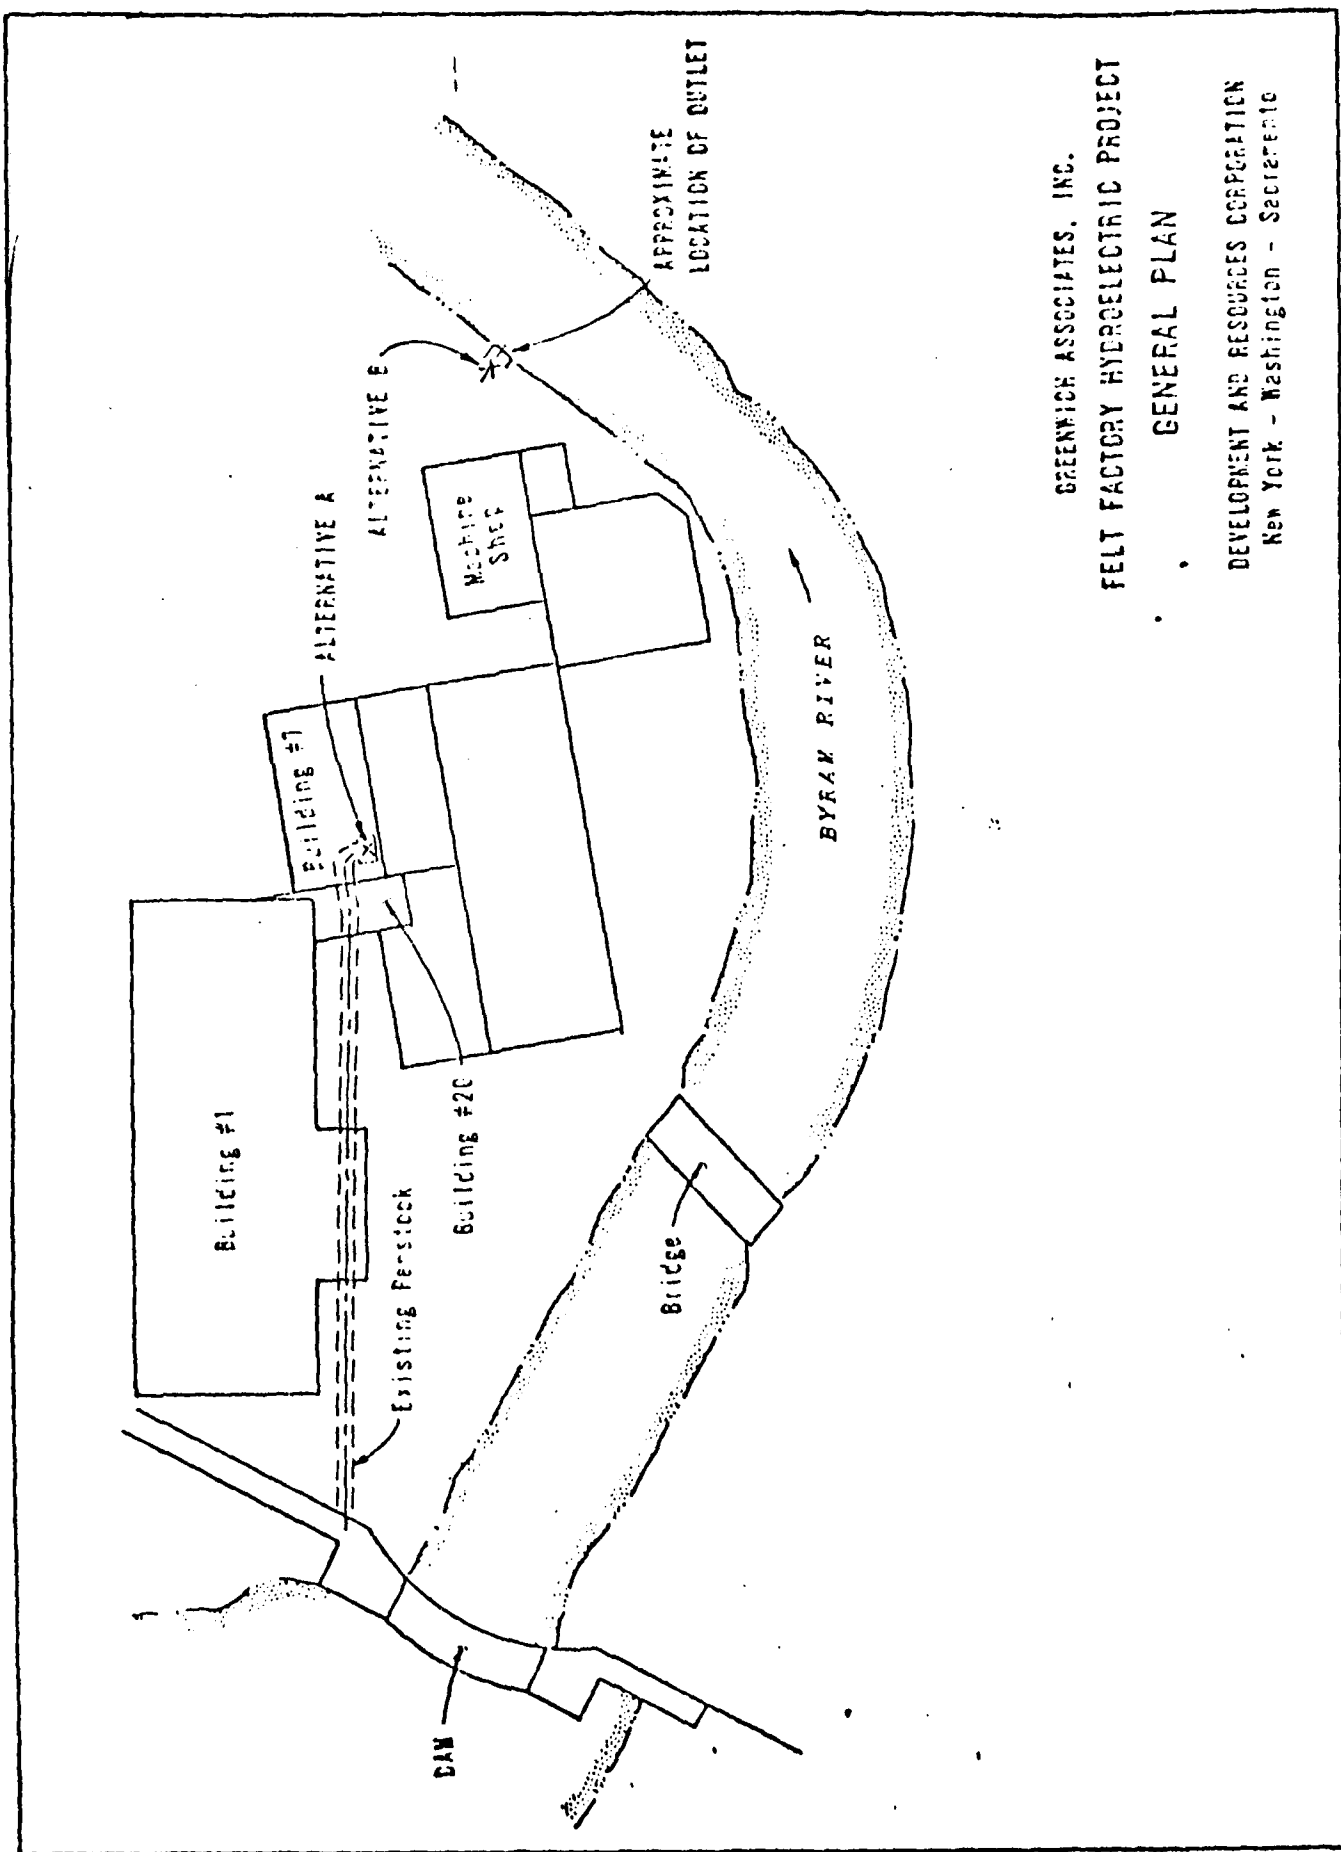 DAM
Existing Penstock
Building #1
Building #20
Building #7
ALTERNATIVE A
ALTERNATIVE B
Machine
Shop
APPROXIMATE
LOCATION OF OUTLET
Bridge
BYRAM RIVER
GREENWICH ASSOCIATES, INC.
FELT FACTORY HYDROELECTRIC PROJECT
GENERAL PLAN
DEVELOPMENT AND RESOURCES CORPORATION
New York - Washington - Sacramento